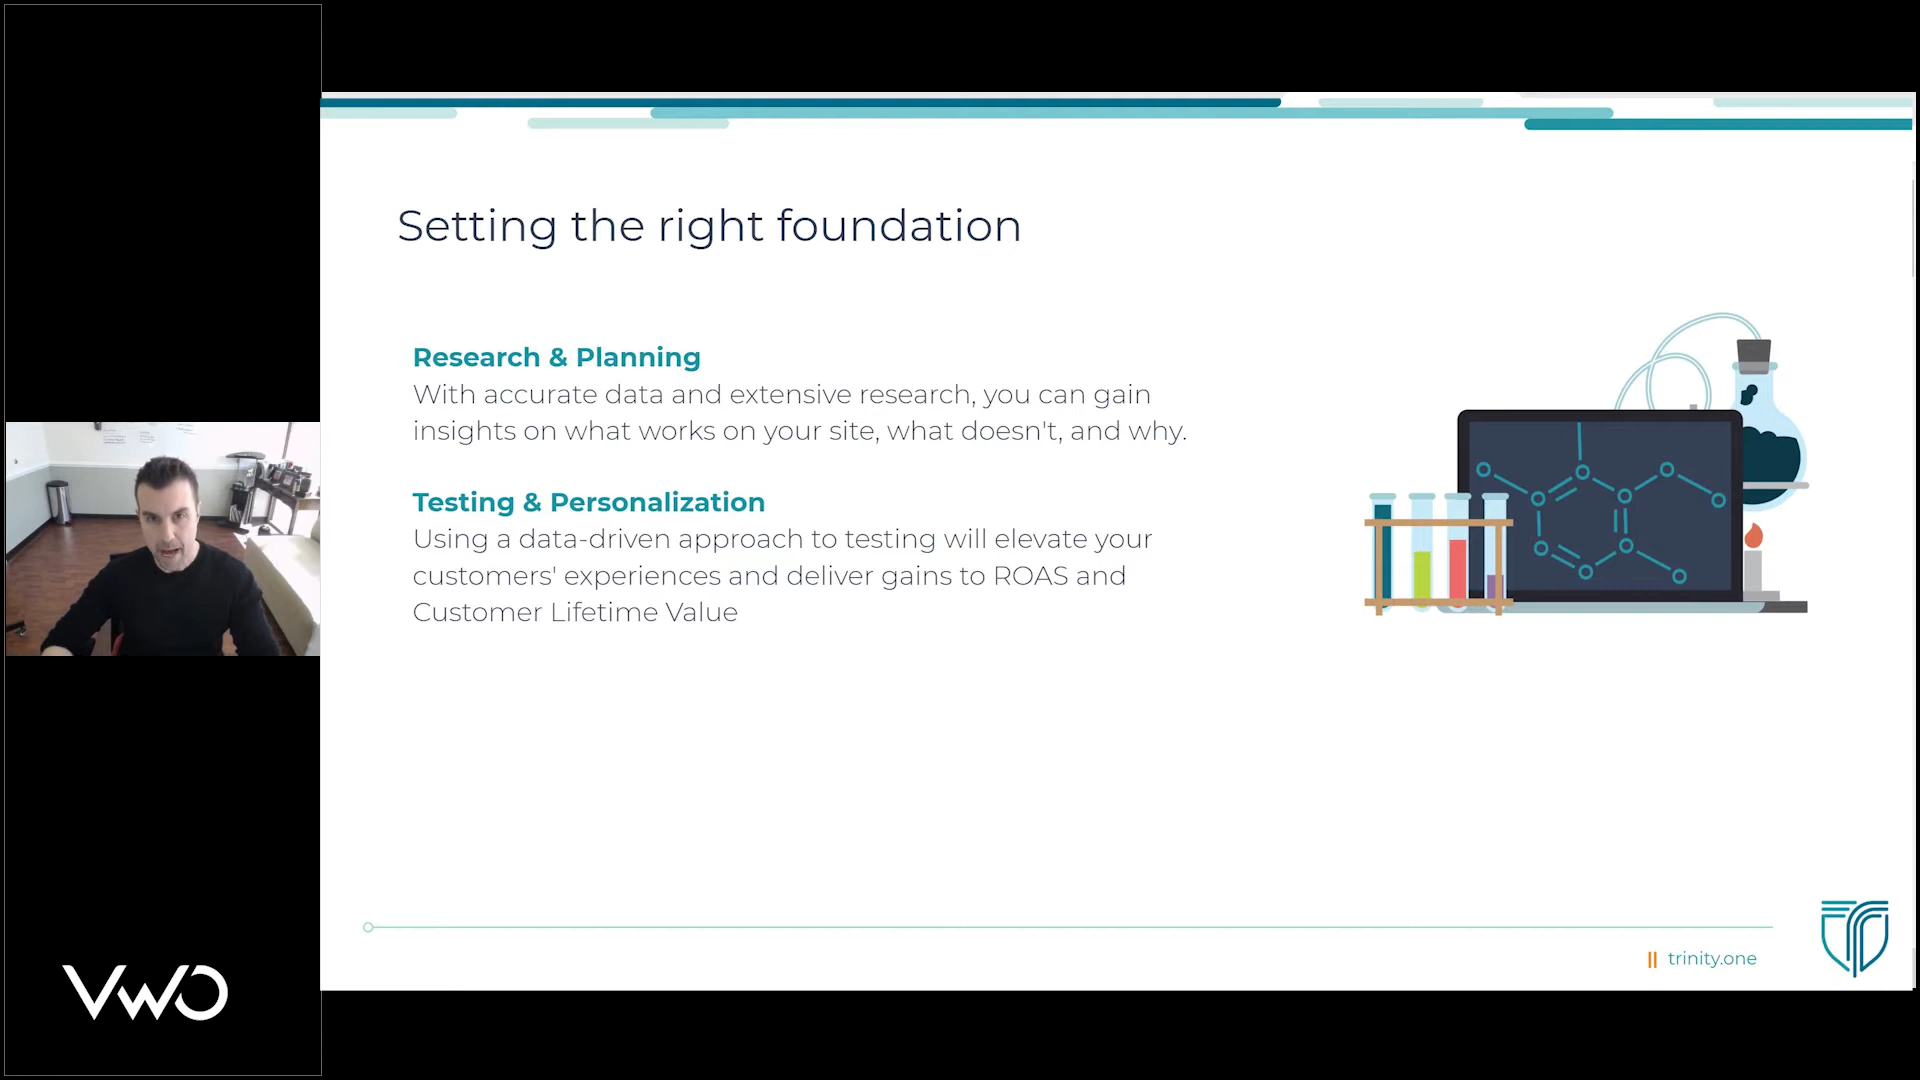 Setting the right foundation
Research & Planning
With accurate data and extensive research, you can gain
insights on what works on your site, what doesn't, and why.
Testing & Personalization
Using a data-driven approach to testing will elevate your
customers' experiences and deliver gains to ROAS and
Customer Lifetime Value
trinity.one
VWO